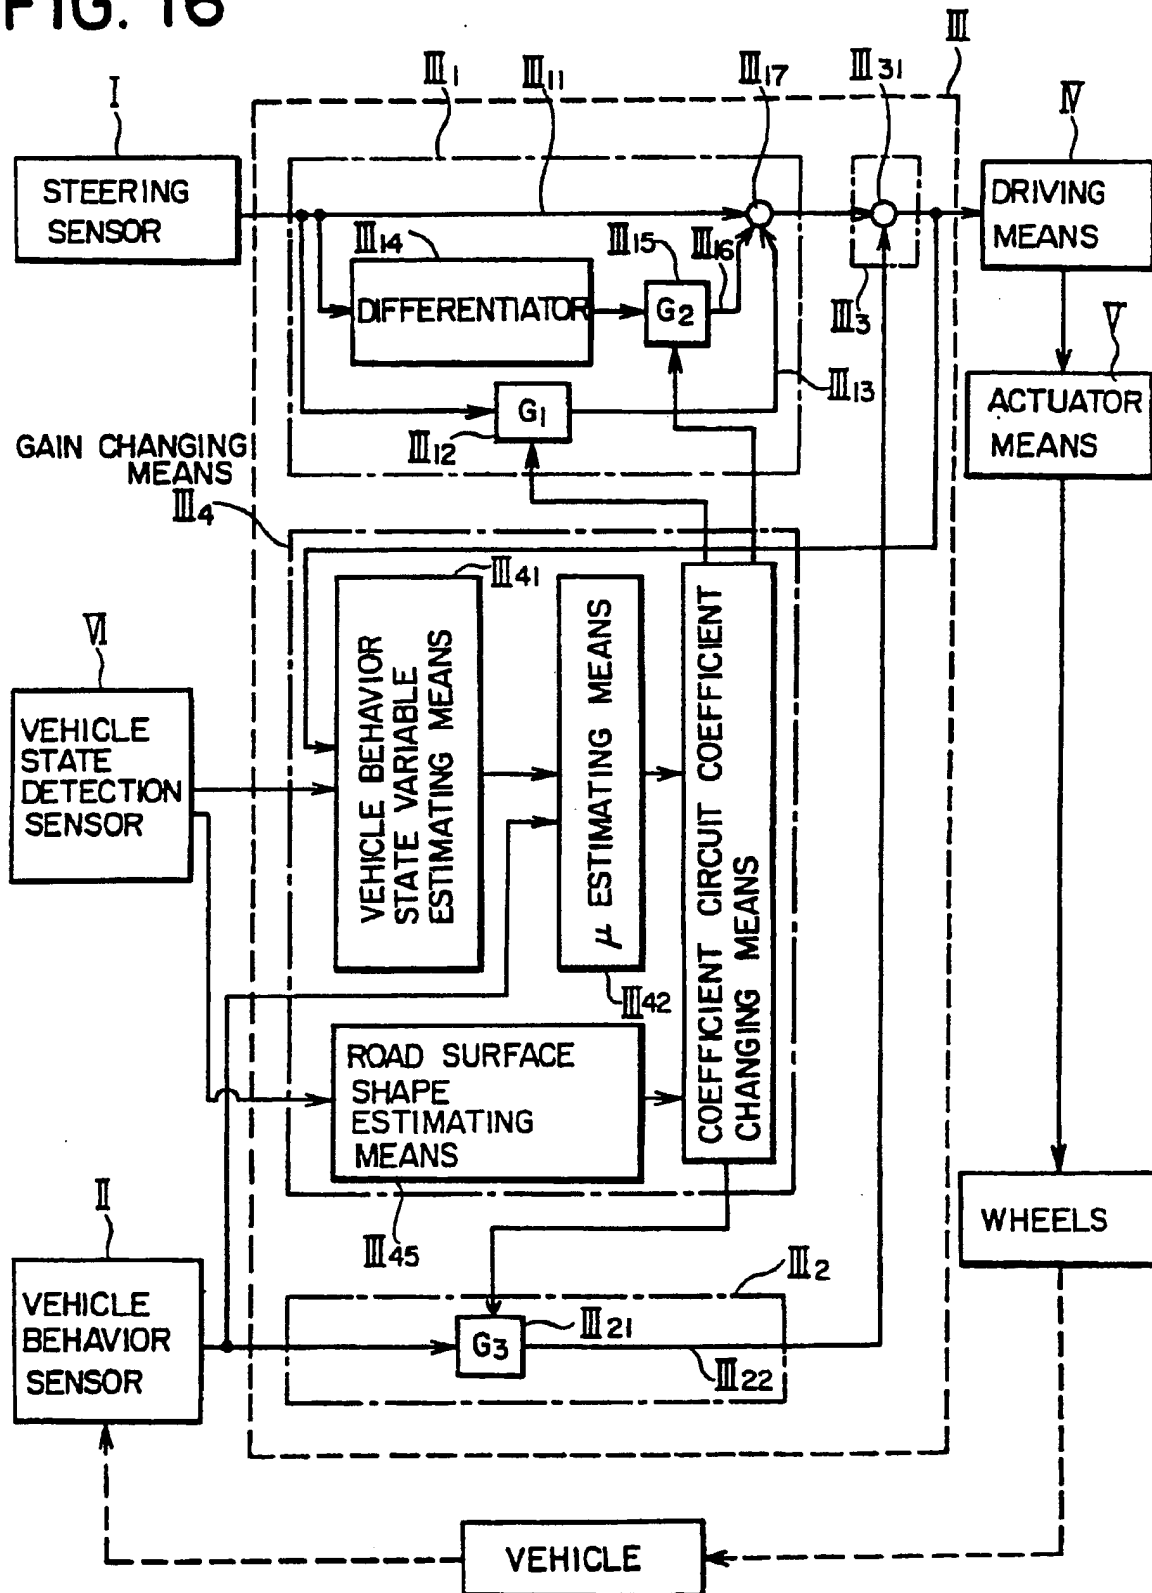 FIG. 16
III
III1
III11
III17
III31
I
IV
STEERING
SENSOR
DRIVING
MEANS
III14
III15
III16
DIFFERENTIATOR
G2
III3
V
III13
G1
III12
ACTUATOR
MEANS
GAIN CHANGING
MEANS
III4
III41
VI
VEHICLE
STATE
DETECTION
SENSOR
VEHICLE BEHAVIOR
STATE VARIABLE
ESTIMATING MEANS
μ ESTIMATING MEANS
COEFFICIENT CIRCUIT COEFFICIENT
CHANGING MEANS
III42
ROAD SURFACE
SHAPE
ESTIMATING
MEANS
III45
II
WHEELS
VEHICLE
BEHAVIOR
SENSOR
III2
III21
G3
III22
VEHICLE